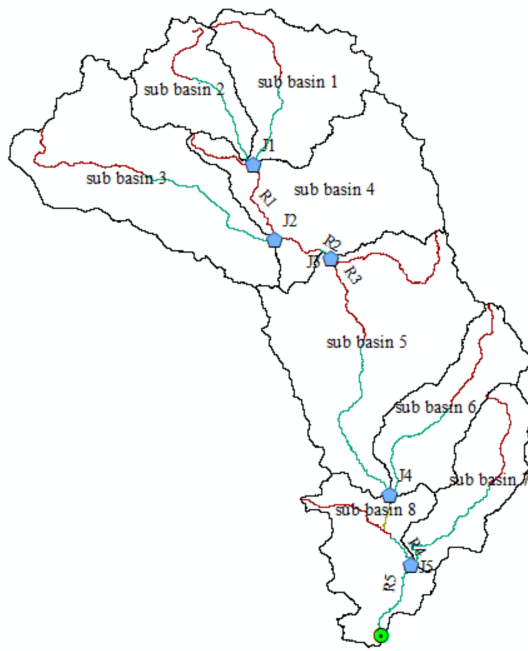 sub basin 1
sub basin 2
J1
sub basin 3
sub basin 4
R1
J2
R2
J3
R3
sub basin 5
sub basin 6
J4
sub basin 7
sub basin 8
R4
J5
R5